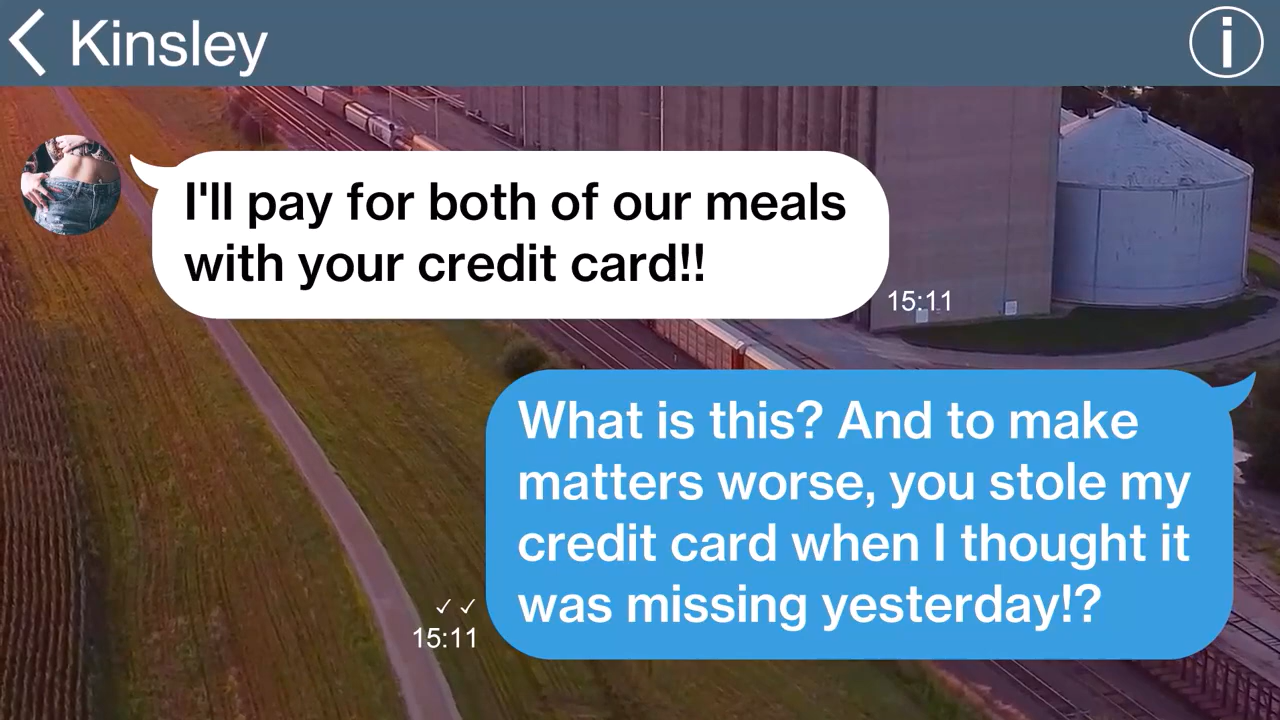 Kinsley
I'll pay for both of our meals
with your credit card!!
15:11
What is this? And to make
matters worse, you stole my
credit card when I thought it
was missing yesterday!?
15:11